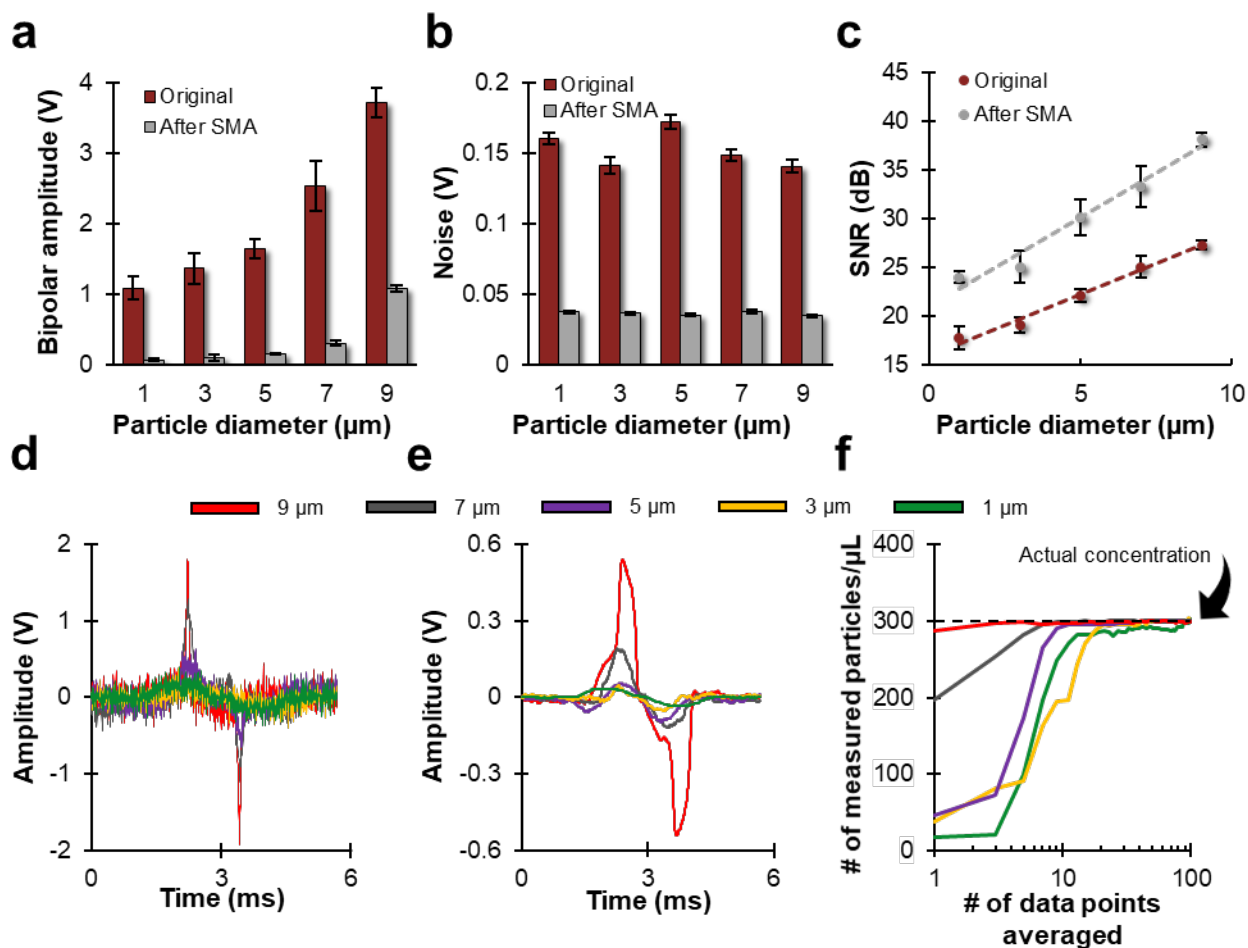 a
Bipolar amplitude (V)
4
3
2
1
0
Original
After SMA
1 3 5 7 9
Particle diameter (µm)
b
Noise (V)
0.2
0.15
0.1
0.05
0
Original
After SMA
1 3 5 7 9
Particle diameter (µm)
c
SNR (dB)
45
40
35
30
25
20
15
Original
After SMA
0 5 10
Particle diameter (µm)
9 µm 7 µm 5 µm 3 µm 1 µm
d
Amplitude (V)
2
1
0
-1
-2
0 3 6
Time (ms)
e
Amplitude (V)
0.6
0.3
0
-0.3
-0.6
0 3 6
Time (ms)
f
# of measured particles/µL
400
300
200
100
0
Actual concentration
1 10 100
# of data points
averaged